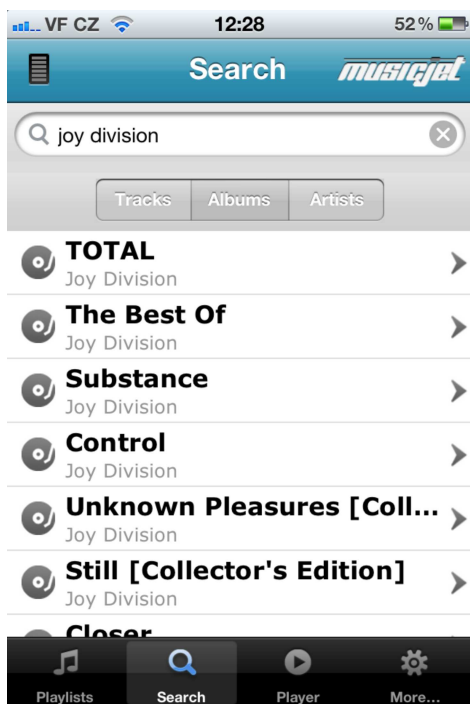 VF CZ 12:28 52%
Search musicjet
joy division
Tracks Albums Artists
TOTAL
Joy Division
The Best Of
Joy Division
Substance
Joy Division
Control
Joy Division
Unknown Pleasures [Coll...
Joy Division
Still [Collector's Edition]
Joy Division
Closer
Playlists Search Player More...